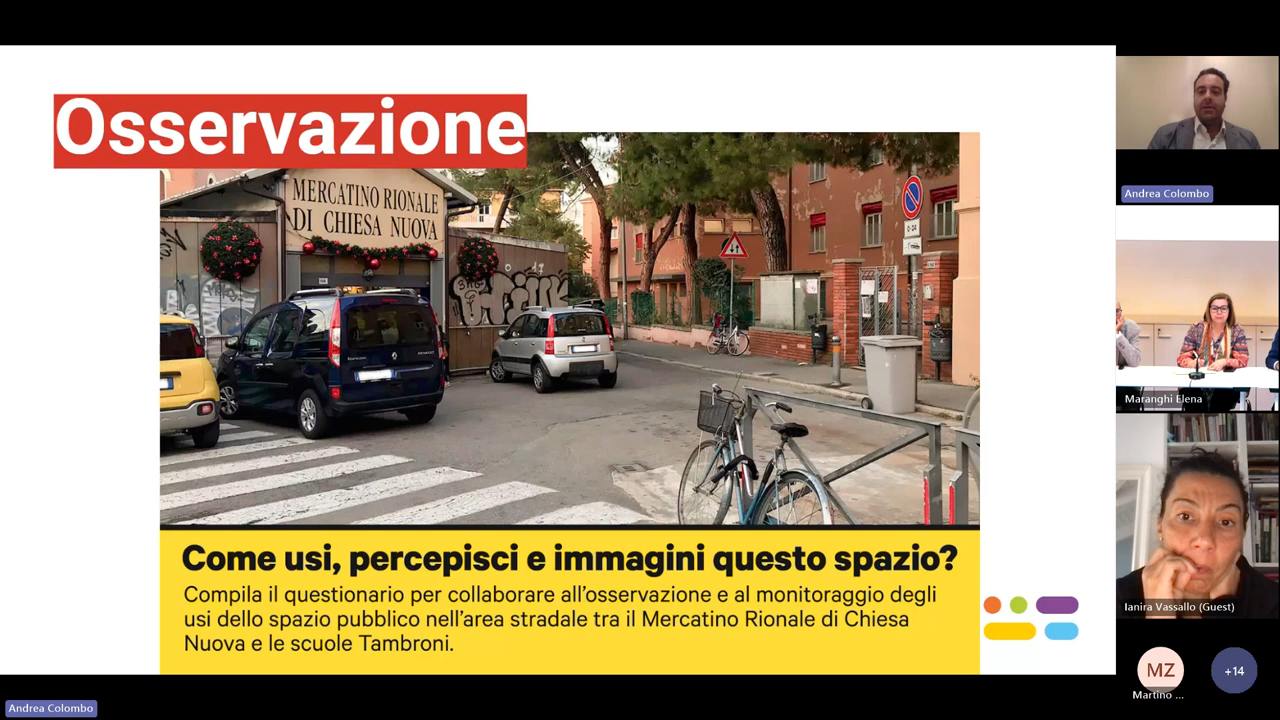 Osservazione
MERCATINO RIONALE
DI CHIESA NUOVA
0-24
Come usi, percepisci e immagini questo spazio?
Compila il questionario per collaborare all'osservazione e al monitoraggio degli
usi dello spazio pubblico nell'area stradale tra il Mercatino Rionale di Chiesa
Nuova e le scuole Tambroni.
Andrea Colombo
Maranghi Elena
Ianira Vassallo (Guest)
MZ
+14
Martino ...
Andrea Colombo